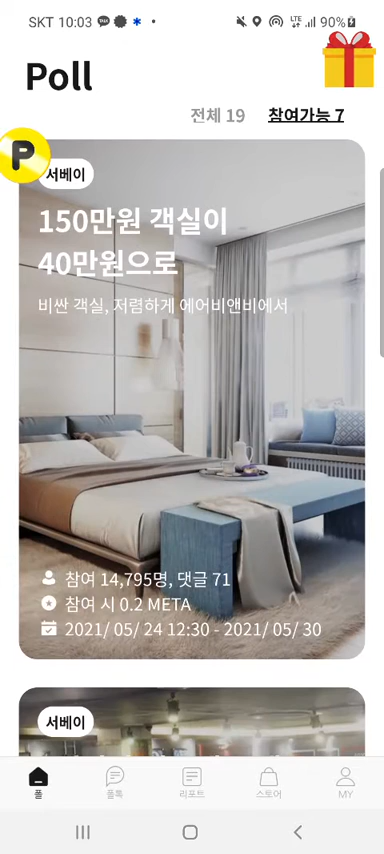 SKT 10:03
LTE 90%
Poll
전체 19 참여가능 7
P
서베이
150만원 객실이
40만원으로
비싼 객실, 저렴하게 에어비앤비에서
참여 14,795명, 댓글 71
참여 시 0.2 META
2021/ 05/ 24 12:30 - 2021/ 05/ 30
서베이
폴 폴톡 리포트 스토어 MY